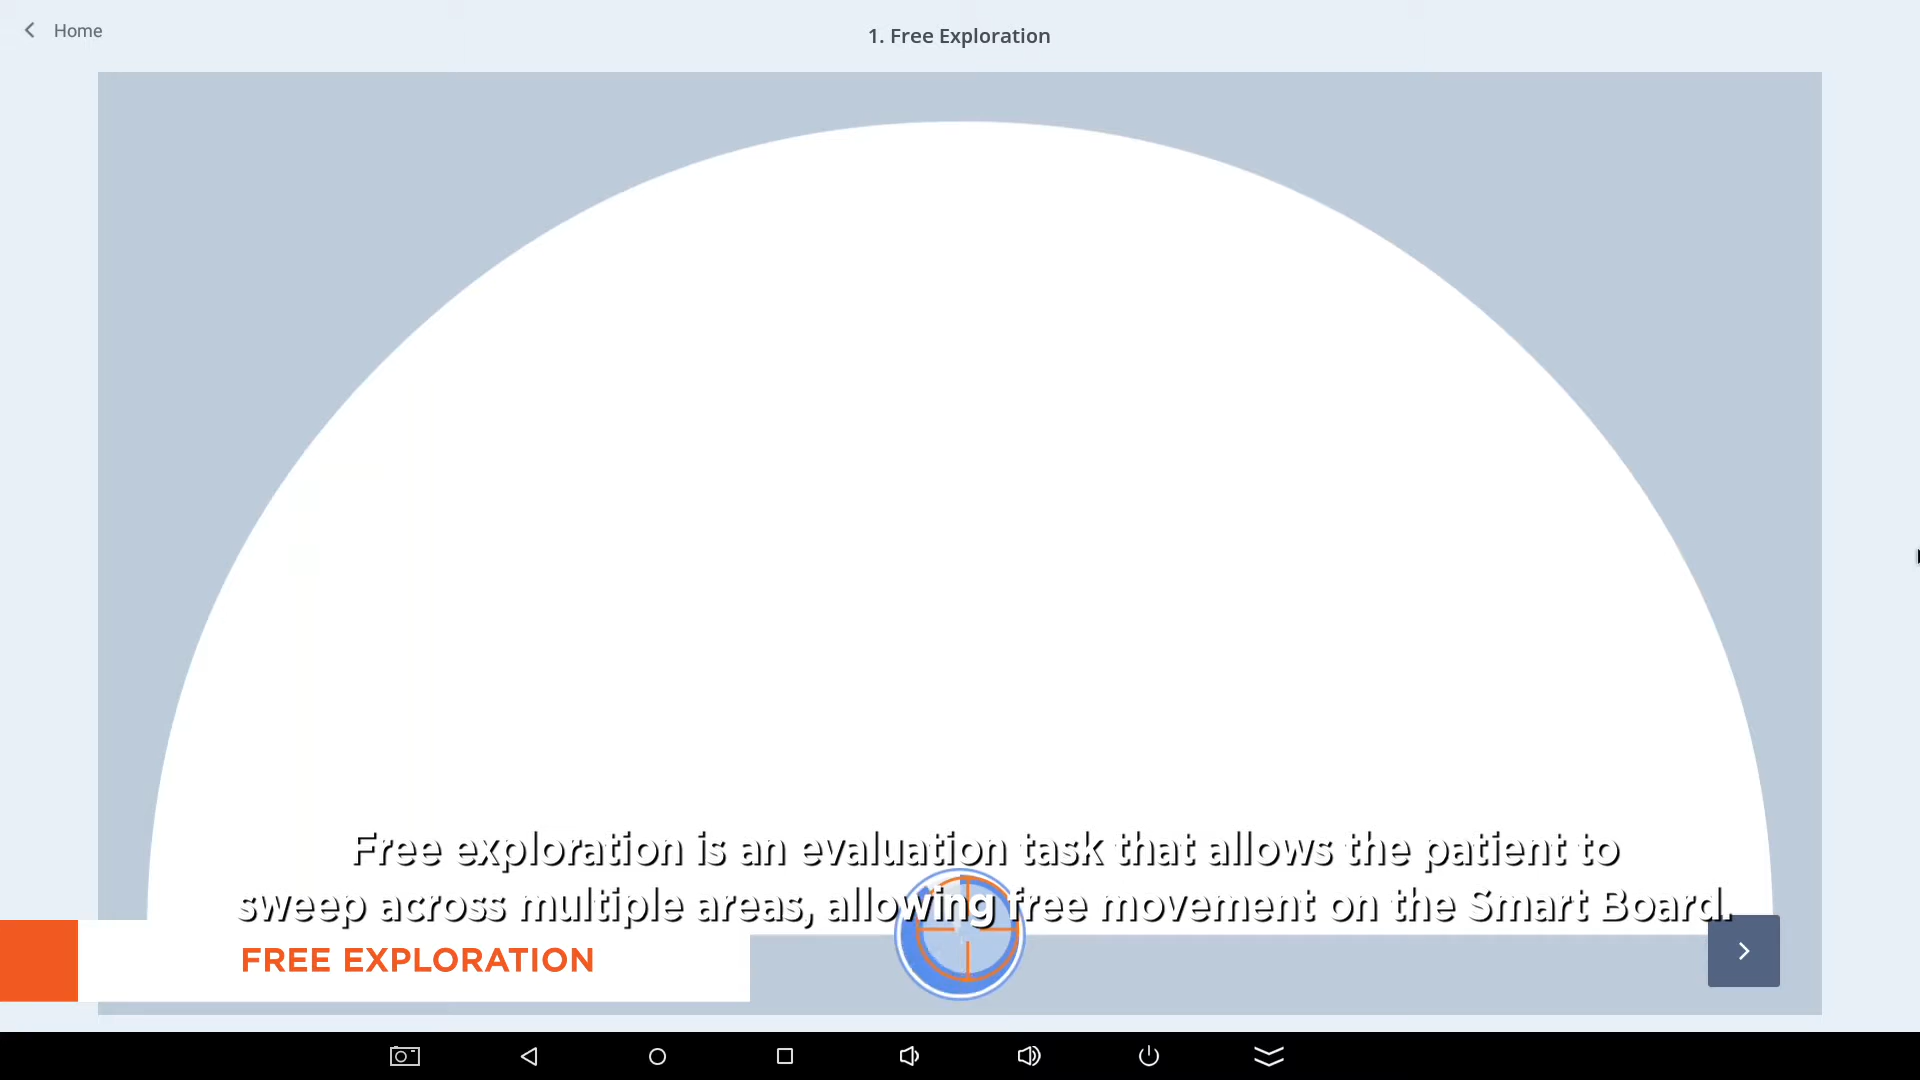 Home
1. Free Exploration
Free exploration is an evaluation task that allows the patient to
sweep across multiple areas, allowing free movement on the Smart Board.
FREE EXPLORATION